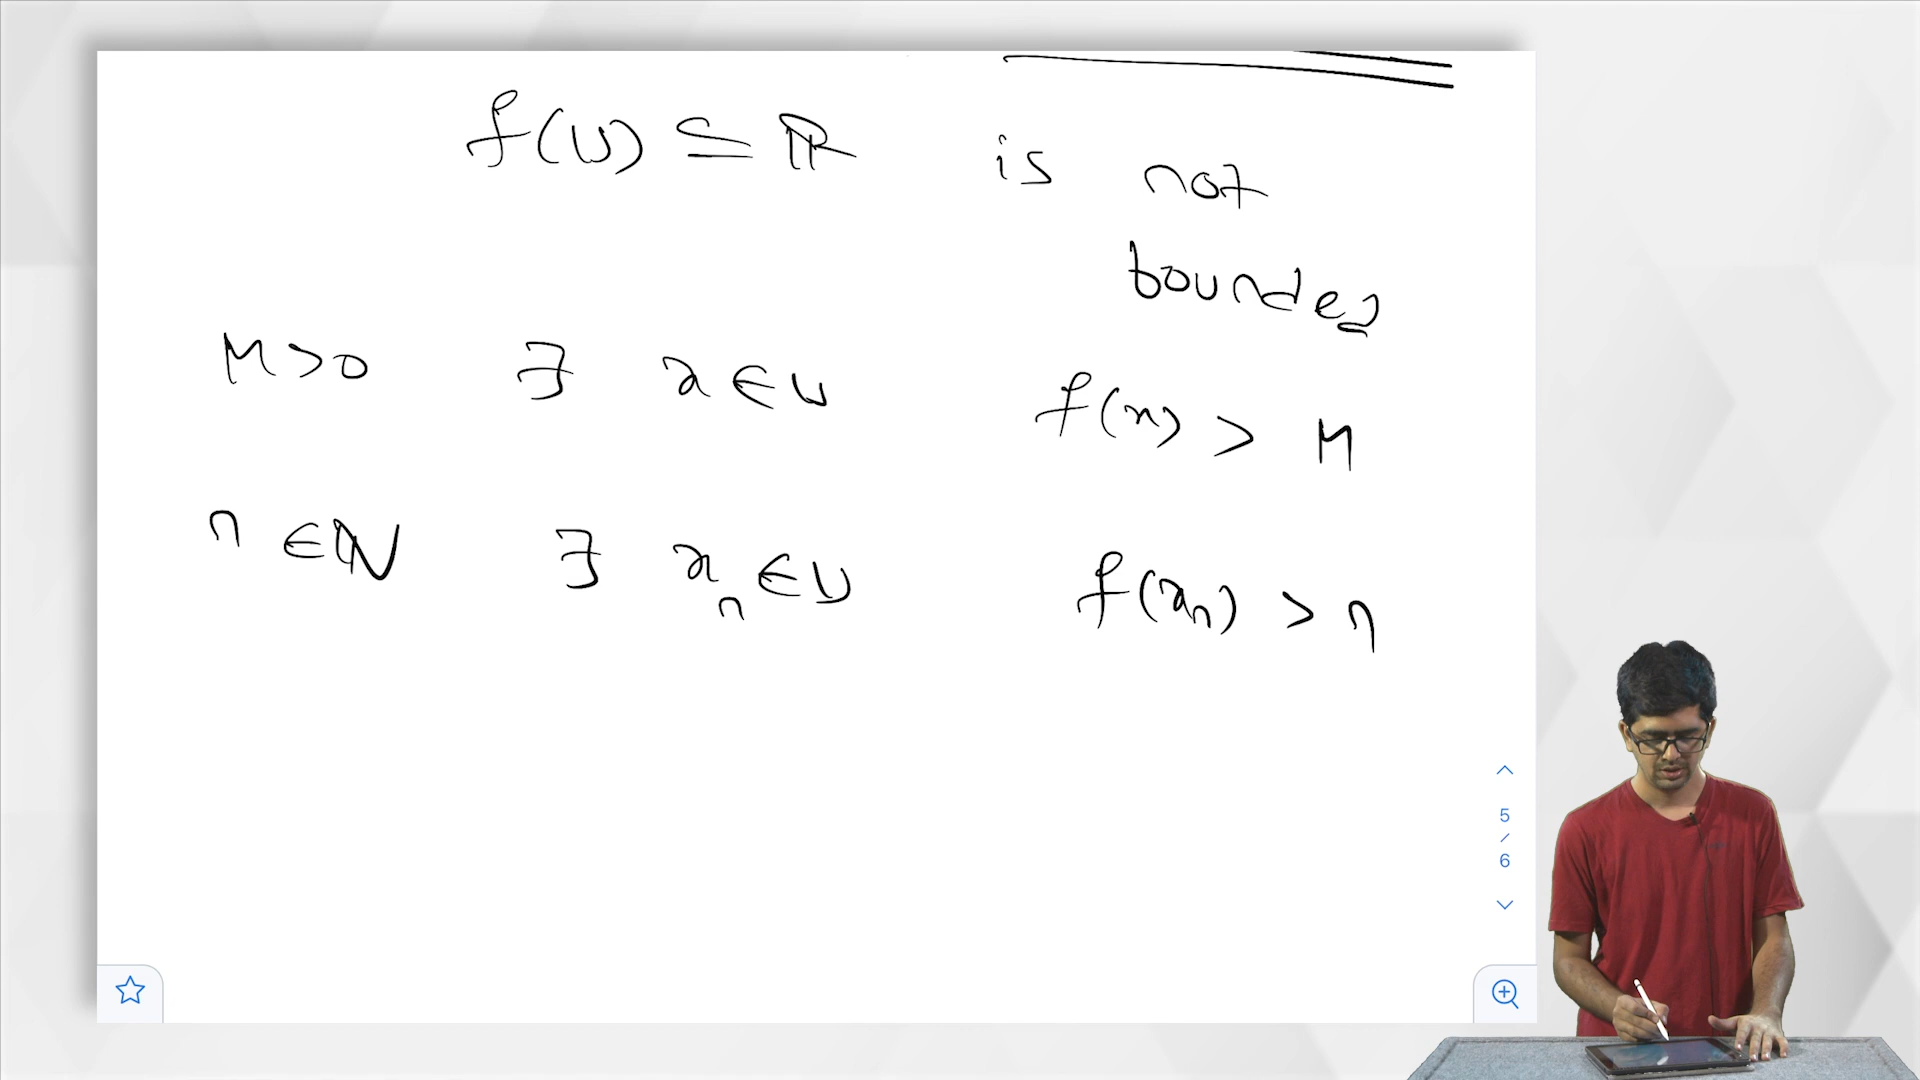 f(U) ⊆ ℝ is not
bounded
M > 0 ∃ x ∈ U f(x) > M
n ∈ ℕ ∃ xₙ ∈ U f(xₙ) > n
5
/
6